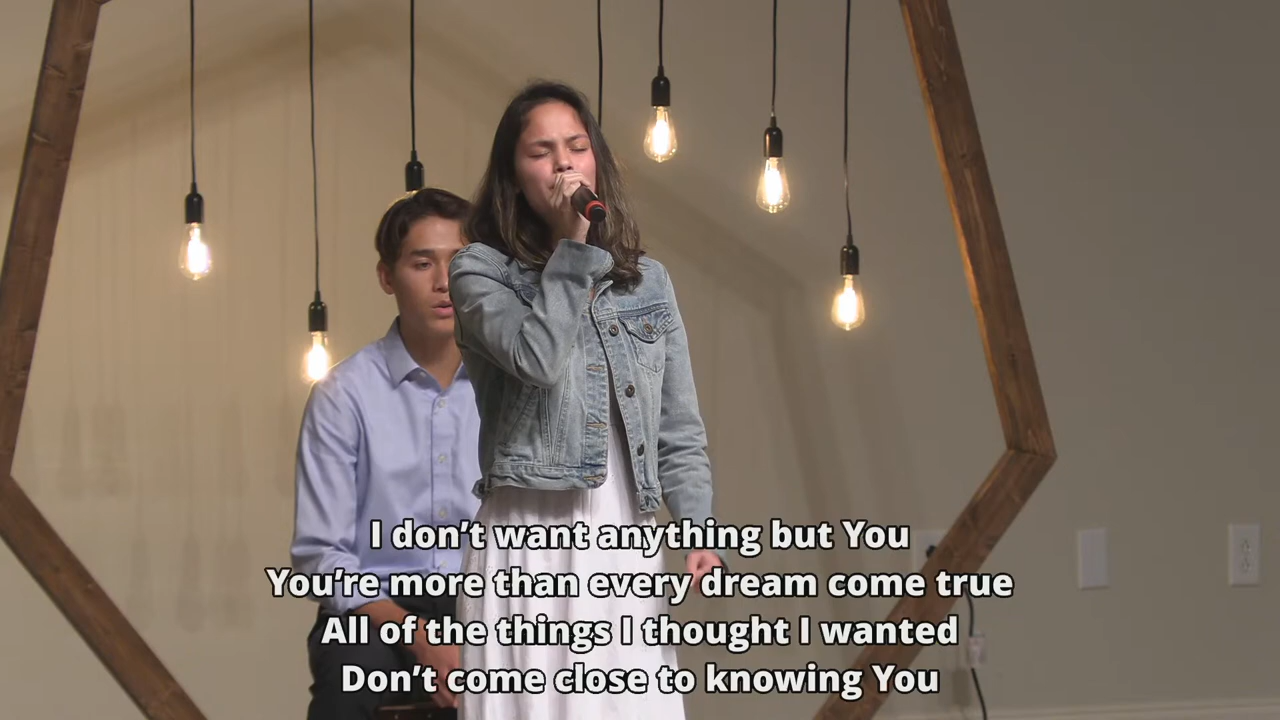 I don’t want anything but You
You’re more than every dream come true
All of the things I thought I wanted
Don’t come close to knowing You